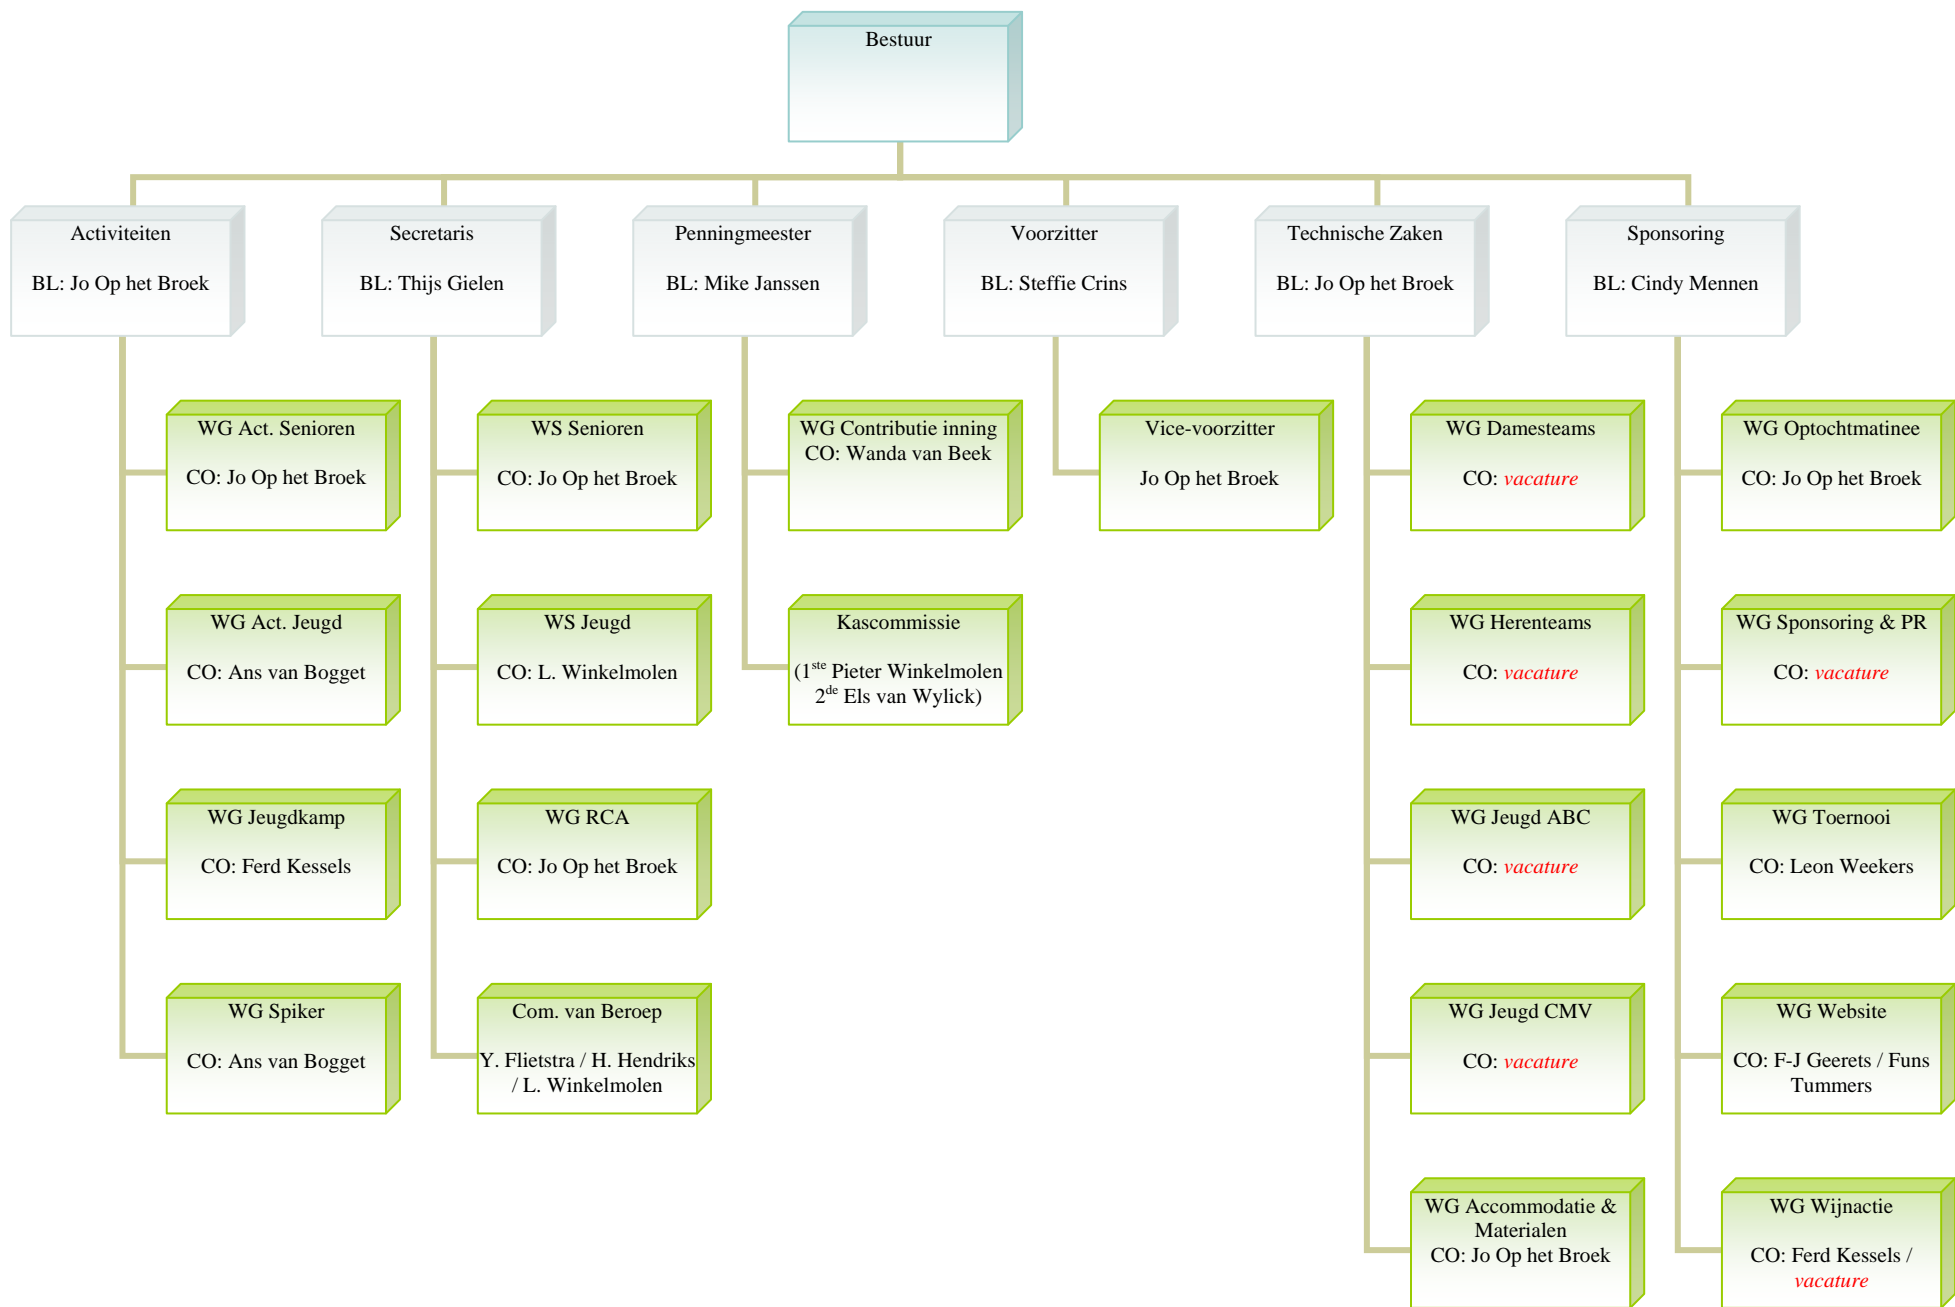 Bestuur
Activiteiten
BL: Jo Op het Broek
Secretaris
BL: Thijs Gielen
Penningmeester
BL: Mike Janssen
Voorzitter
BL: Steffie Crins
Technische Zaken
BL: Jo Op het Broek
Sponsoring
BL: Cindy Mennen
WG Act. Senioren
CO: Jo Op het Broek
WS Senioren
CO: Jo Op het Broek
WG Contributie inning
CO: Wanda van Beek
Vice-voorzitter
Jo Op het Broek
WG Damesteams
CO: vacature
WG Optochtmatinee
CO: Jo Op het Broek
WG Act. Jeugd
CO: Ans van Bogget
WS Jeugd
CO: L. Winkelmolen
Kascommissie
(1ste Pieter Winkelmolen
2de Els van Wylick)
WG Herenteams
CO: vacature
WG Sponsoring & PR
CO: vacature
WG Jeugdkamp
CO: Ferd Kessels
WG RCA
CO: Jo Op het Broek
WG Jeugd ABC
CO: vacature
WG Toernooi
CO: Leon Weekers
WG Spiker
CO: Ans van Bogget
Com. van Beroep
Y. Flietstra / H. Hendriks
/ L. Winkelmolen
WG Jeugd CMV
CO: vacature
WG Website
CO: F-J Geerets / Funs
Tummers
WG Accommodatie &
Materialen
CO: Jo Op het Broek
WG Wijnactie
CO: Ferd Kessels /
vacature